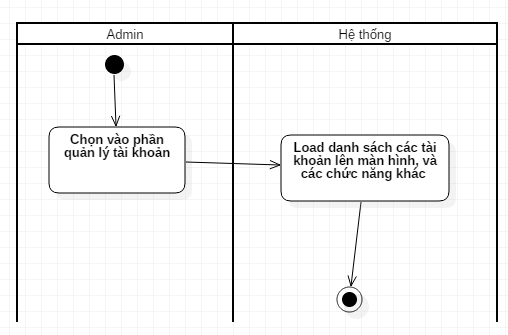 Admin
Hệ thống
Chọn vào phần
quản lý tài khoản
Load danh sách các tài
khoản lên màn hình, và
các chức năng khác